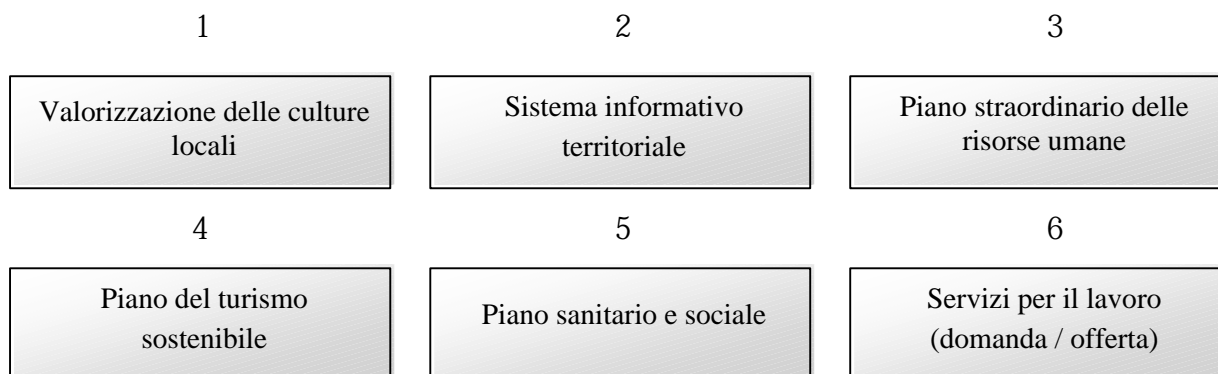 1
2
3
Valorizzazione delle culture
locali
Sistema informativo
territoriale
Piano straordinario delle
risorse umane
4
5
6
Piano del turismo
sostenibile
Piano sanitario e sociale
Servizi per il lavoro
(domanda / offerta)